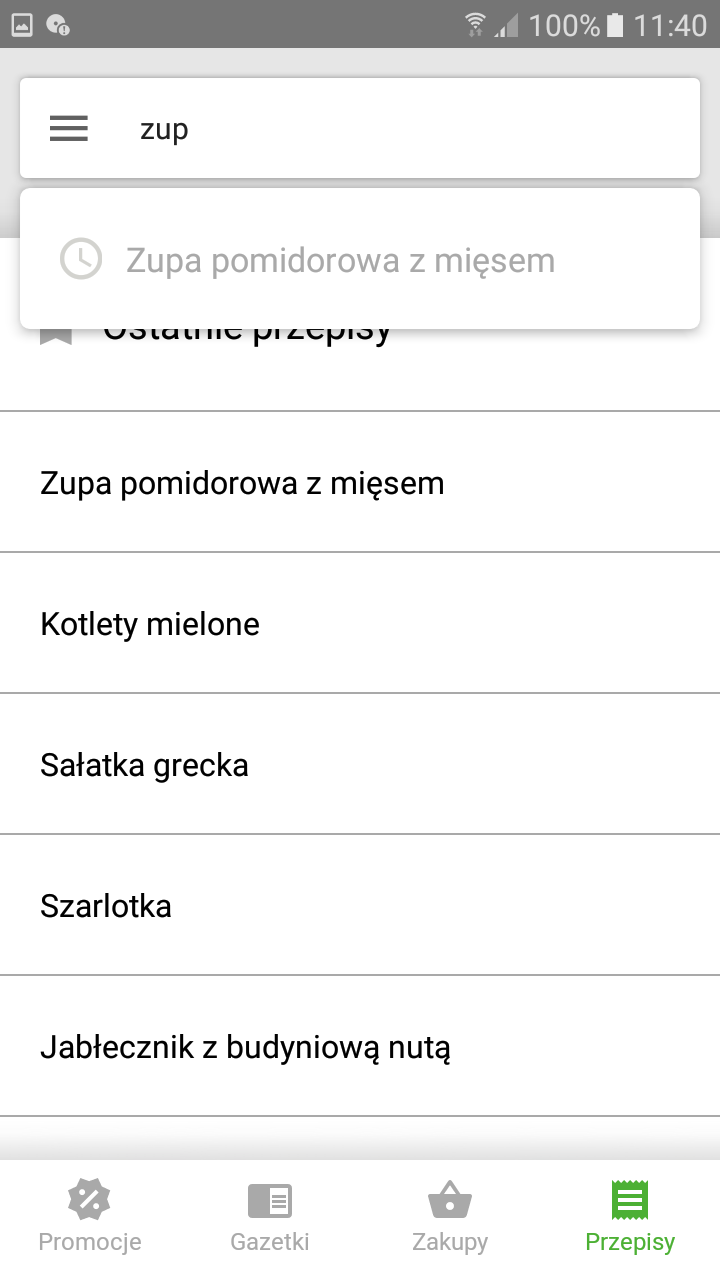 100% 11:40
zup
Zupa pomidorowa z mięsem
Ostatnie przepisy
Zupa pomidorowa z mięsem
Kotlety mielone
Sałatka grecka
Szarlotka
Jabłecznik z budyniową nutą
Promocje Gazetki Zakupy Przepisy